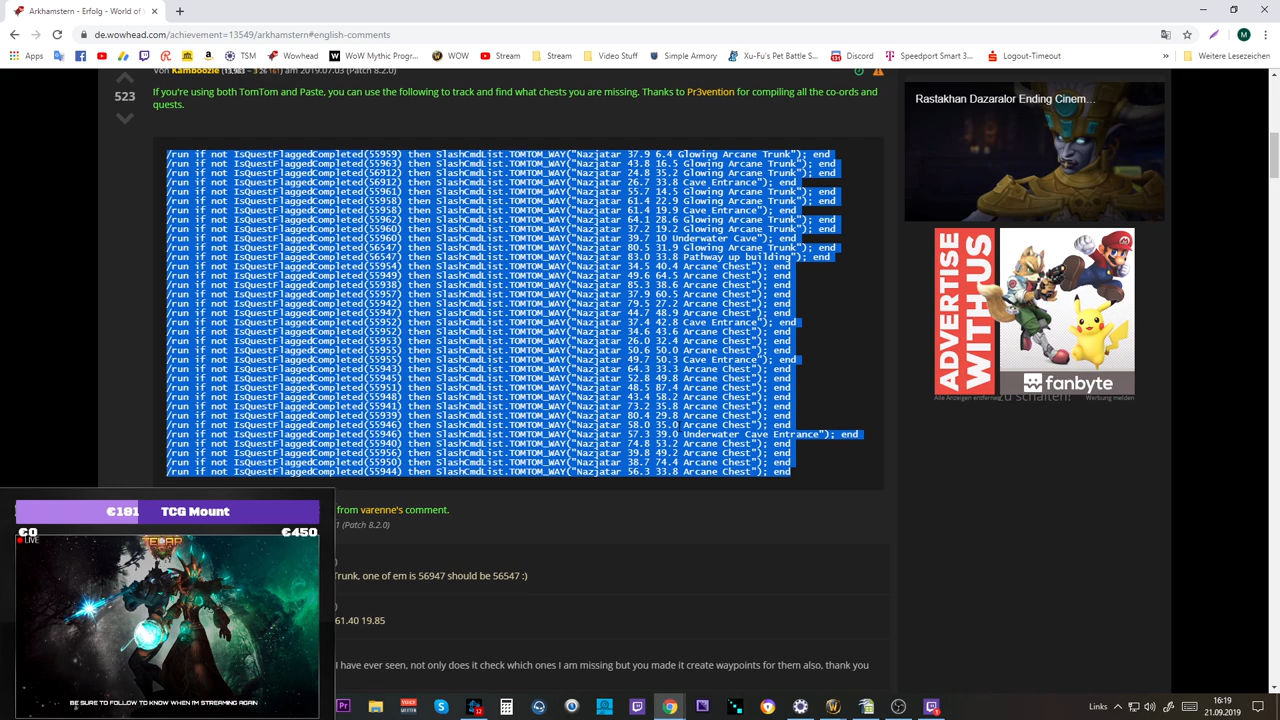 Arkhamstern - Erfolg - World of V
de.wowhead.com/achievement=13549/arkhamstern#english-comments
Apps
TSM
Wowhead
WoW Mythic Progr...
WOW
Stream
Stream
Video Stuff
Simple Armory
Xu-Fu's Pet Battle S...
Discord
Speedport Smart 3...
Logout-Timeout
»
Weitere Lesezeichen
von Kamboozle (13,983 – 3 26 161) am 2019.07.03 (Patch 8.2.0)
523
If you're using both TomTom and Paste, you can use the following to track and find what chests you are missing. Thanks to Pr3vention for compiling all the co-ords and
quests.
/run if not IsQuestFlaggedCompleted(55959) then SlashCmdList.TOMTOM_WAY("Nazjatar 37.9 6.4 Glowing Arcane Trunk"); end
/run if not IsQuestFlaggedCompleted(55963) then SlashCmdList.TOMTOM_WAY("Nazjatar 43.8 16.5 Glowing Arcane Trunk"); end
/run if not IsQuestFlaggedCompleted(56912) then SlashCmdList.TOMTOM_WAY("Nazjatar 24.8 35.2 Glowing Arcane Trunk"); end
/run if not IsQuestFlaggedCompleted(56912) then SlashCmdList.TOMTOM_WAY("Nazjatar 26.7 33.8 Cave Entrance"); end
/run if not IsQuestFlaggedCompleted(55961) then SlashCmdList.TOMTOM_WAY("Nazjatar 55.7 14.5 Glowing Arcane Trunk"); end
/run if not IsQuestFlaggedCompleted(55958) then SlashCmdList.TOMTOM_WAY("Nazjatar 61.4 22.9 Glowing Arcane Trunk"); end
/run if not IsQuestFlaggedCompleted(55958) then SlashCmdList.TOMTOM_WAY("Nazjatar 61.4 19.9 Cave Entrance"); end
/run if not IsQuestFlaggedCompleted(55962) then SlashCmdList.TOMTOM_WAY("Nazjatar 64.1 28.6 Glowing Arcane Trunk"); end
/run if not IsQuestFlaggedCompleted(55960) then SlashCmdList.TOMTOM_WAY("Nazjatar 37.2 19.2 Glowing Arcane Trunk"); end
/run if not IsQuestFlaggedCompleted(55960) then SlashCmdList.TOMTOM_WAY("Nazjatar 39.7 10 Underwater Cave"); end
/run if not IsQuestFlaggedCompleted(56547) then SlashCmdList.TOMTOM_WAY("Nazjatar 80.5 31.9 Glowing Arcane Trunk"); end
/run if not IsQuestFlaggedCompleted(56547) then SlashCmdList.TOMTOM_WAY("Nazjatar 83.0 33.8 Pathway up building"); end
/run if not IsQuestFlaggedCompleted(55954) then SlashCmdList.TOMTOM_WAY("Nazjatar 34.5 40.4 Arcane Chest"); end
/run if not IsQuestFlaggedCompleted(55949) then SlashCmdList.TOMTOM_WAY("Nazjatar 49.6 64.5 Arcane Chest"); end
/run if not IsQuestFlaggedCompleted(55938) then SlashCmdList.TOMTOM_WAY("Nazjatar 85.3 38.6 Arcane Chest"); end
/run if not IsQuestFlaggedCompleted(55957) then SlashCmdList.TOMTOM_WAY("Nazjatar 37.9 60.5 Arcane Chest"); end
/run if not IsQuestFlaggedCompleted(55942) then SlashCmdList.TOMTOM_WAY("Nazjatar 79.5 27.2 Arcane Chest"); end
/run if not IsQuestFlaggedCompleted(55947) then SlashCmdList.TOMTOM_WAY("Nazjatar 44.7 48.9 Arcane Chest"); end
/run if not IsQuestFlaggedCompleted(55952) then SlashCmdList.TOMTOM_WAY("Nazjatar 37.4 42.8 Cave Entrance"); end
/run if not IsQuestFlaggedCompleted(55952) then SlashCmdList.TOMTOM_WAY("Nazjatar 34.6 43.6 Arcane Chest"); end
/run if not IsQuestFlaggedCompleted(55953) then SlashCmdList.TOMTOM_WAY("Nazjatar 26.0 32.4 Arcane Chest"); end
/run if not IsQuestFlaggedCompleted(55955) then SlashCmdList.TOMTOM_WAY("Nazjatar 50.6 50.0 Arcane Chest"); end
/run if not IsQuestFlaggedCompleted(55955) then SlashCmdList.TOMTOM_WAY("Nazjatar 49.7 50.3 Cave Entrance"); end
/run if not IsQuestFlaggedCompleted(55943) then SlashCmdList.TOMTOM_WAY("Nazjatar 64.3 33.3 Arcane Chest"); end
/run if not IsQuestFlaggedCompleted(55945) then SlashCmdList.TOMTOM_WAY("Nazjatar 52.8 49.8 Arcane Chest"); end
/run if not IsQuestFlaggedCompleted(55951) then SlashCmdList.TOMTOM_WAY("Nazjatar 48.5 87.4 Arcane Chest"); end
/run if not IsQuestFlaggedCompleted(55948) then SlashCmdList.TOMTOM_WAY("Nazjatar 43.4 58.2 Arcane Chest"); end
/run if not IsQuestFlaggedCompleted(55941) then SlashCmdList.TOMTOM_WAY("Nazjatar 73.2 35.8 Arcane Chest"); end
/run if not IsQuestFlaggedCompleted(55939) then SlashCmdList.TOMTOM_WAY("Nazjatar 80.4 29.8 Arcane Chest"); end
/run if not IsQuestFlaggedCompleted(55946) then SlashCmdList.TOMTOM_WAY("Nazjatar 58.0 35.0 Arcane Chest"); end
/run if not IsQuestFlaggedCompleted(55946) then SlashCmdList.TOMTOM_WAY("Nazjatar 57.3 39.0 Underwater Cave Entrance"); end
/run if not IsQuestFlaggedCompleted(55940) then SlashCmdList.TOMTOM_WAY("Nazjatar 74.8 53.2 Arcane Chest"); end
/run if not IsQuestFlaggedCompleted(55956) then SlashCmdList.TOMTOM_WAY("Nazjatar 39.8 49.2 Arcane Chest"); end
/run if not IsQuestFlaggedCompleted(55950) then SlashCmdList.TOMTOM_WAY("Nazjatar 38.7 74.4 Arcane Chest"); end
/run if not IsQuestFlaggedCompleted(55944) then SlashCmdList.TOMTOM_WAY("Nazjatar 56.3 33.8 Arcane Chest"); end
from varenne's comment.
1 (Patch 8.2.0)
Trunk, one of em is 56947 should be 56547 :)
61.40 19.85
I have ever seen, not only does it check which ones I am missing but you made it create waypoints for them also, thank you
Rastakhan Dazaralor Ending Cinem...
ADVERTISE
WITH US
fanbyte
Alle Anzeigen entfernen
zu schalten!
Werbung melden
€181
TCG Mount
€0
€450
LIVE
BE SURE TO FOLLOW TO KNOW WHEN I'M STREAMING AGAIN
Links
16:19
21.09.2019